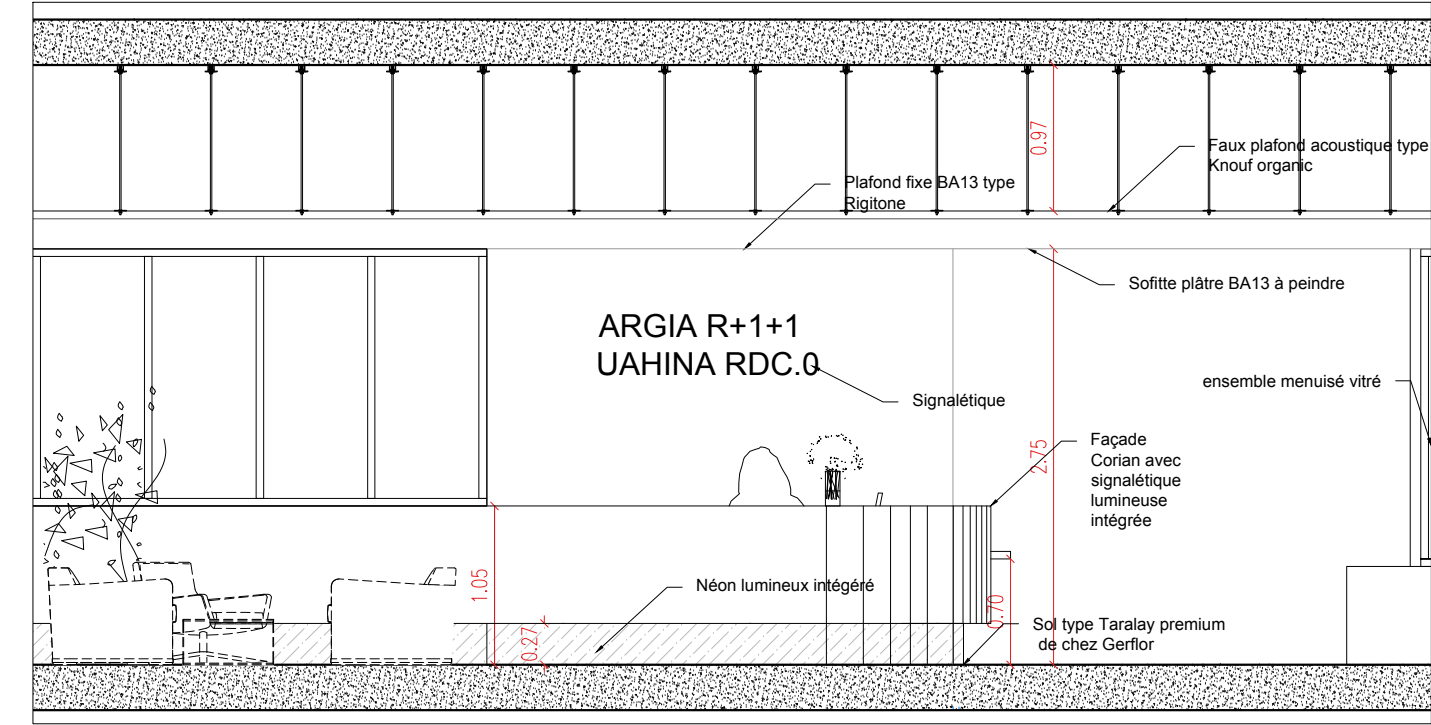 0.97
Faux plafond acoustique type
Knouf organic
Plafond fixe BA13 type
Rigitone
Sofitte plâtre BA13 à peindre
ARGIA R+1+1
UAHINA RDC.0
ensemble menuisé vitré
Signalétique
2.75
Façade
Corian avec
signalétique
lumineuse
intégrée
1.05
Néon lumineux intégéré
0.70
0.27
Sol type Taralay premium
de chez Gerflor